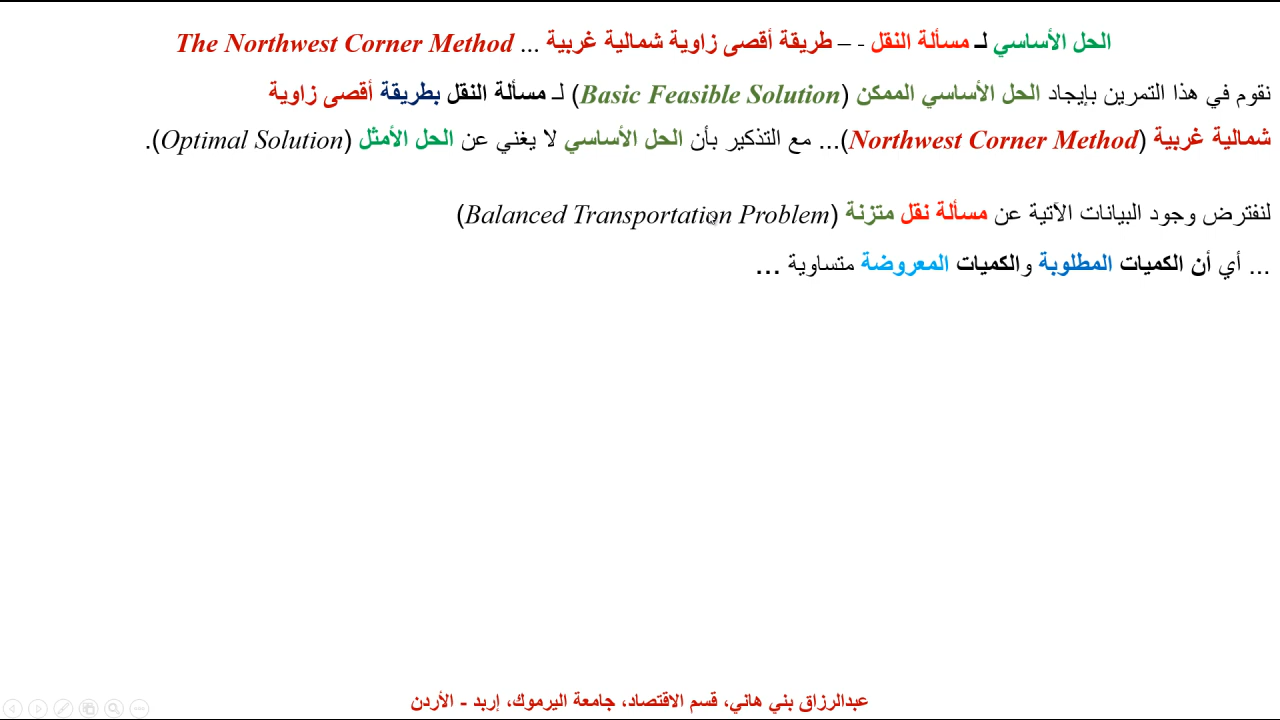 الحل الأساسي لـ مسألة النقل - – طريقة أقصى زاوية شمالية غربية ... The Northwest Corner Method
نقوم في هذا التمرين بإيجاد الحل الأساسي الممكن (Basic Feasible Solution) لـ مسألة النقل بطريقة أقصى زاوية
شمالية غربية (Northwest Corner Method)... مع التذكير بأن الحل الأساسي لا يغني عن الحل الأمثل (Optimal Solution).
لنفترض وجود البيانات الآتية عن مسألة نقل متزنة (Balanced Transportation Problem)
... أي أن الكميات المطلوبة والكميات المعروضة متساوية ...
عبدالرزاق بني هاني، قسم الاقتصاد، جامعة اليرموك، إربد - الأردن